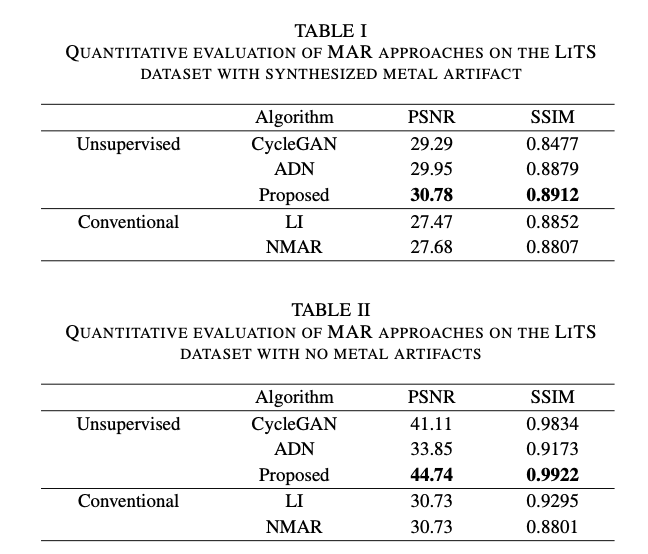 TABLE I
QUANTITATIVE EVALUATION OF MAR APPROACHES ON THE LITS
DATASET WITH SYNTHESIZED METAL ARTIFACT
Algorithm PSNR SSIM
Unsupervised CycleGAN 29.29 0.8477
ADN 29.95 0.8879
Proposed 30.78 0.8912
Conventional LI 27.47 0.8852
NMAR 27.68 0.8807
TABLE II
QUANTITATIVE EVALUATION OF MAR APPROACHES ON THE LITS
DATASET WITH NO METAL ARTIFACTS
Algorithm PSNR SSIM
Unsupervised CycleGAN 41.11 0.9834
ADN 33.85 0.9173
Proposed 44.74 0.9922
Conventional LI 30.73 0.9295
NMAR 30.73 0.8801